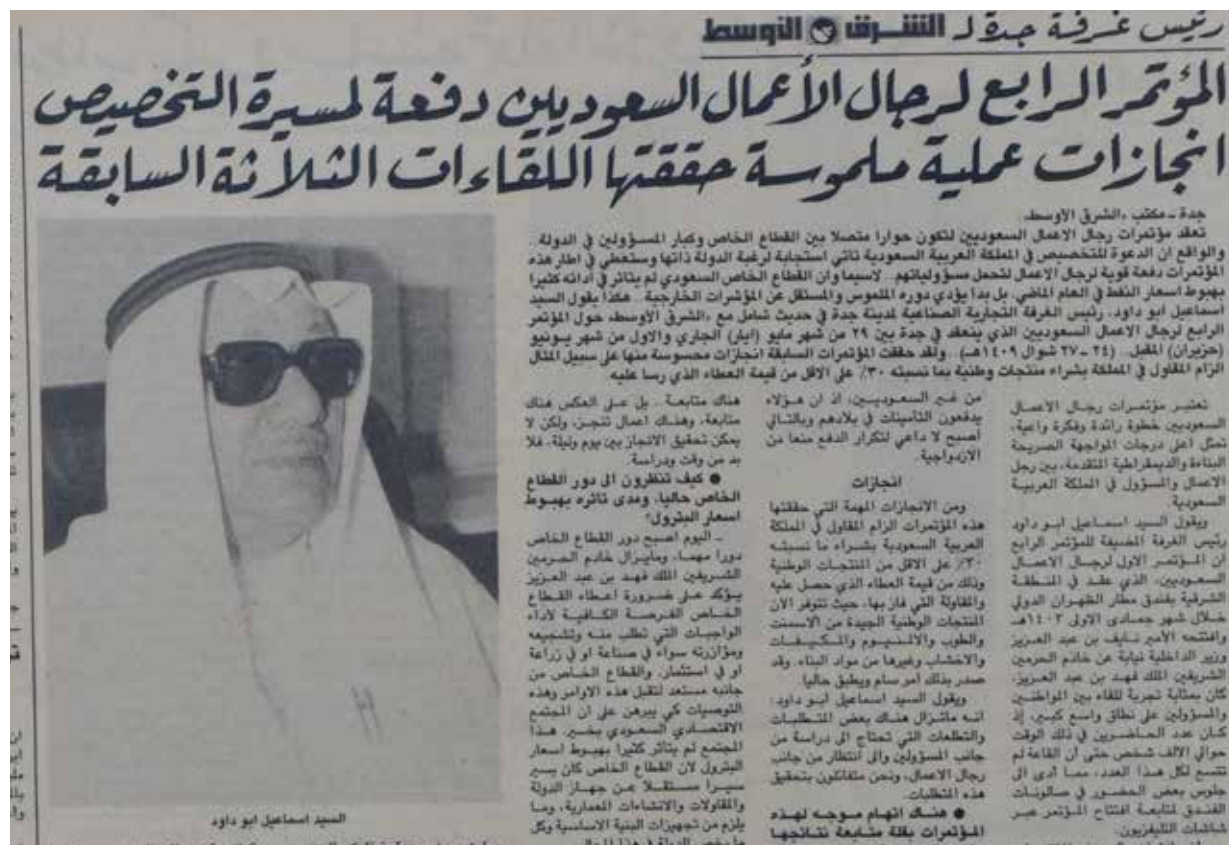 رئيس غرفة جدة لـ الشرق الأوسط
المؤتمر الرابع لرجال الأعمال السعوديين دفعة لمسيرة التخصيص
انجازات عملية ملموسة حققتها اللقاءات الثلاثة السابقة
جدة ـ مكتب «الشرق الأوسط»
تعقد مؤتمرات رجال الاعمال السعوديين لتكون حوارا متصلا بين القطاع الخاص وكبار المسؤولين في الدولة..
والواقع ان الدعوة للتخصيص في المملكة العربية السعودية تاتي استجابة لرغبة الدولة ذاتها وستعطي في اطار هذه
المؤتمرات دفعة قوية لرجال الاعمال لتحمل مسؤولياتهم.. لاسيما وان القطاع الخاص السعودي لم يتاثر في ادائه كثيرا
بهبوط اسعار النفط في العام الماضي، بل بدا يؤدي دوره الملموس والمستقل عن المؤشرات الخارجية.. هكذا يقول السيد
اسماعيل ابو داود، رئيس الغرفة التجارية الصناعية لمدينة جدة في حديث شامل مع «الشرق الأوسط» حول المؤتمر
الرابع لرجال الاعمال السعوديين الذي ينعقد في جدة بين ٢٩ من شهر مايو (ايار) الجاري والاول من شهر يونيو
(حزيران) المقبل.. (٢٤ ـ ٢٧ شوال ١٤٠٩هـ).. ولقد حققت المؤتمرات السابقة انجازات محسوسة منها على سبيل المثال
الزام المقاول في المملكة بشراء منتجات وطنية بما نسبته ٣٠٪ على الاقل من قيمة العطاء الذي رسا عليه.
تعتبر مؤتمرات رجال الاعمال
السعوديين خطوة رائدة وفكرة واعية،
تمثل اعلى درجات المواجهة الصريحة
البناءة والديمقراطية المتقدمة، بين رجل
الاعمال والمسؤول في المملكة العربية
السعودية.
ويقول السيد اسماعيل ابو داود
رئيس الغرفة المضيفة للمؤتمر الرابع
ان المؤتمر الاول لرجال الاعمال
السعوديين، الذي عقد في المنطقة
الشرقية بفندق مطار الظهران الدولي
خلال شهر جمادى الاولى ١٤٠٣هـ
وافتتحه الأمير نايف بن عبد العزيز
وزير الداخلية نيابة عن خادم الحرمين
الشريفين الملك فهد بن عبد العزيز،
كان بمثابة تجربة للقاء بين المواطنين
والمسؤولين على نطاق واسع كبير، إذ
كان عدد الحاضرين في ذلك الوقت
حوالي الالف شخص حتى أن القاعة لم
تتسع لكل هذا العدد، مما أدى الى
جلوس بعض الحضور في صالونات
الفندق لمتابعة افتتاح المؤتمر عبر
شاشات التليفزيون.
من غير السعوديين، اذ ان هؤلاء
يدفعون التأمينات في بلادهم وبالتالي
أصبح لا داعي لتكرار الدفع منعا من
الازدواجية.
انجازات
ومن الانجازات المهمة التي حققتها
هذه المؤتمرات الزام المقاول في المملكة
العربية السعودية بشراء ما نسبته
٣٠٪ على الاقل من المنتجات الوطنية
وذلك من قيمة العطاء الذي حصل عليه
والمقاولة التي فاز بها، حيث تتوفر الآن
المنتجات الوطنية الجيدة من الاسمنت
والطوب والالمنيوم والمكيفات
والاخشاب وغيرها من مواد البناء. وقد
صدر بذلك امر سام ويطبق حاليا.
ويقول السيد اسماعيل ابو داود:
انه ماتزال هناك بعض المتطلبات
والتطلعات التي تحتاج الى دراسة من
جانب المسؤولين والى انتظار من جانب
رجال الاعمال، ونحن متفائلون بتحقيق
هذه المتطلبات.
● هناك اتهام موجه لهذه
المؤتمرات بقلة متابعة نتائجها
هناك متابعة.. بل على العكس هناك
متابعة، وهناك اعمال تنجز، ولكن لا
يمكن تحقيق الانجاز بين يوم وليلة، فلا
بد من وقت ودراسة.
● كيف تنظرون الى دور القطاع
الخاص حاليا، ومدى تاثره بهبوط
اسعار البترول؟
ـ اليوم اصبح دور القطاع الخاص
دورا مهما، ومايزال خادم الحرمين
الشريفين الملك فهد بن عبد العزيز
يؤكد على ضرورة اعطاء القطاع
الخاص الفرصة الكافية لأداء
الواجبات التي تطلب منه وتشجيعه
ومؤازرته سواء في صناعة او في زراعة
او في استثمار. والقطاع الخاص من
جانبه مستعد لتقبل هذه الاوامر وهذه
التوصيات كي يبرهن على ان المجتمع
الاقتصادي السعودي بخير. هذا
المجتمع لم يتأثر كثيرا بهبوط اسعار
البترول لان القطاع الخاص كان يسير
سيرا مستقلا عن جهاز الدولة
والمقاولات والانشاءات المعمارية، وما
يلزم من تجهيزات البنية الاساسية وكل
السيد اسماعيل ابو داود